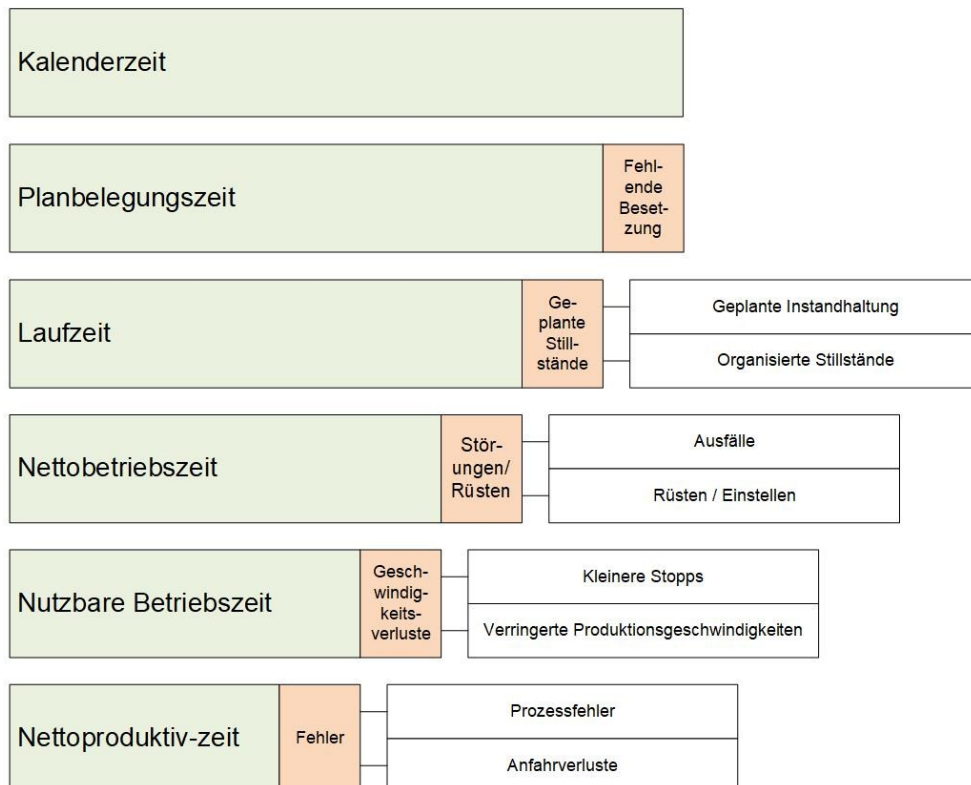 Kalenderzeit
Planbelegungszeit
Fehl-
ende
Beset-
zung
Laufzeit
Ge-
plante
Still-
stände
Geplante Instandhaltung
Organisierte Stillstände
Nettobetriebszeit
Stör-
ungen/
Rüsten
Ausfälle
Rüsten / Einstellen
Nutzbare Betriebszeit
Gesch-
windig-
keits-
verluste
Kleinere Stopps
Verringerte Produktionsgeschwindigkeiten
Nettoproduktiv-zeit
Fehler
Prozessfehler
Anfahrverluste